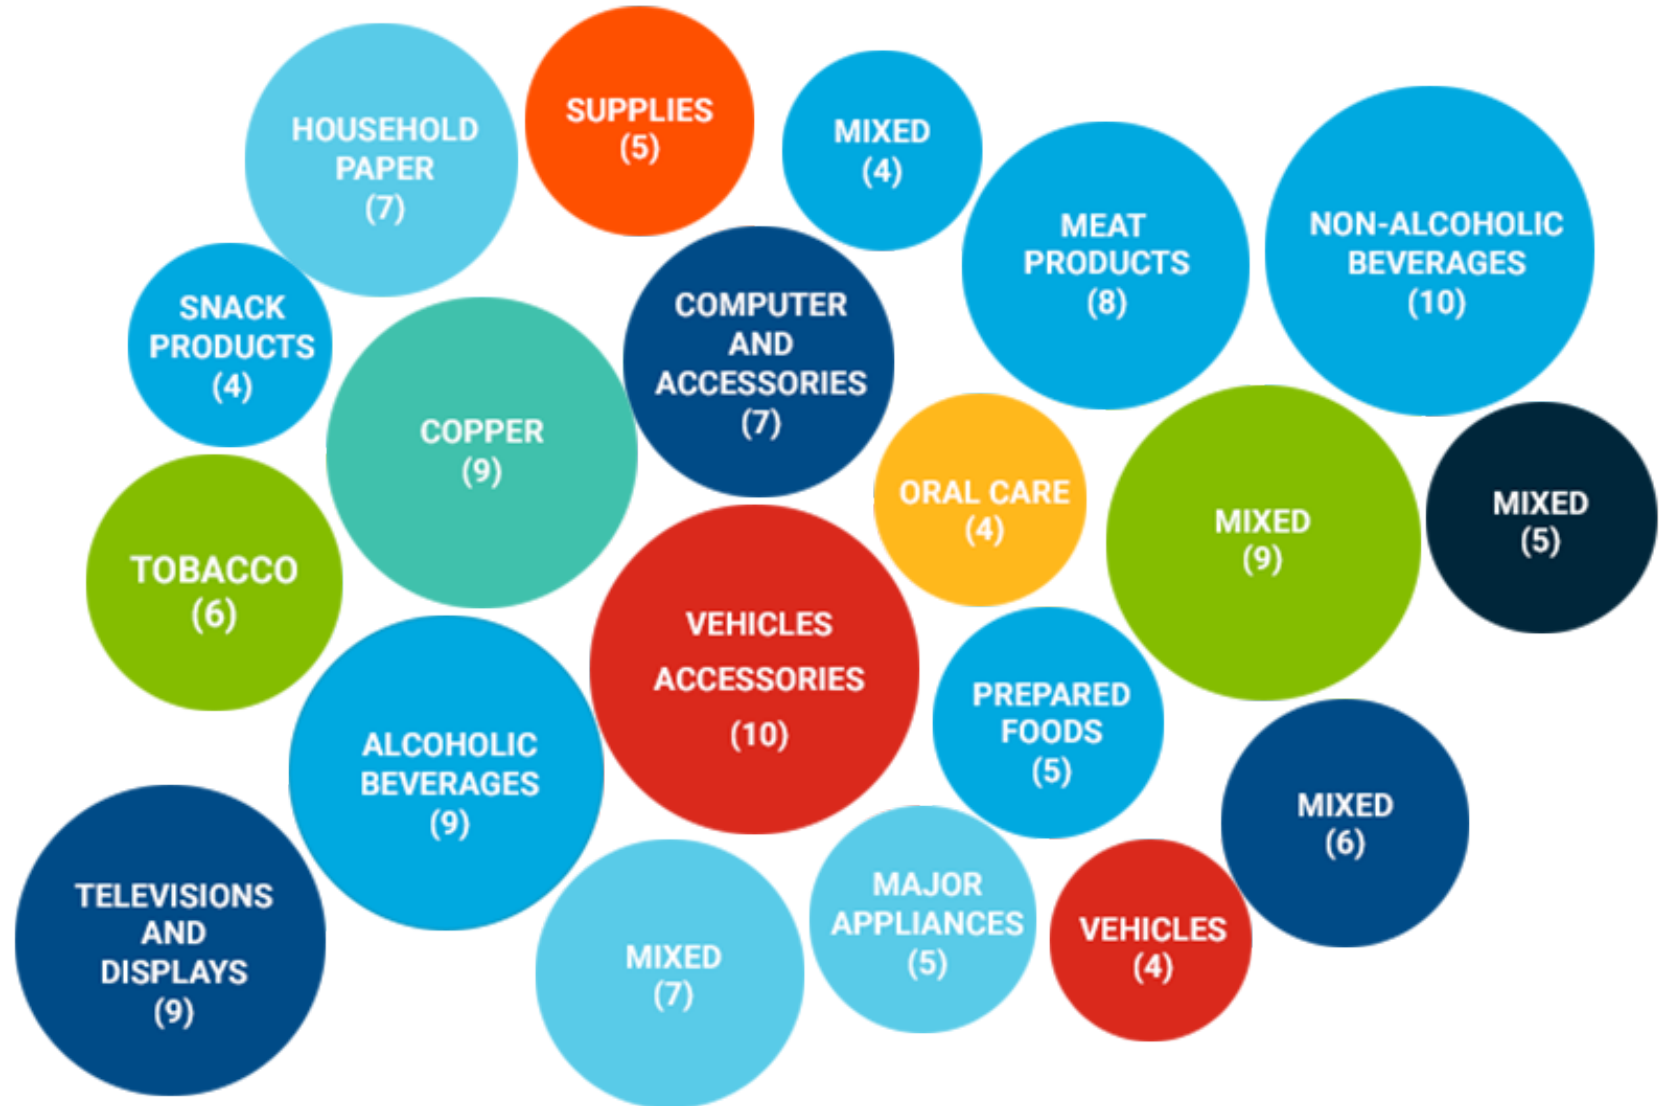 HOUSEHOLD
PAPER
(7)
SUPPLIES
(5)
MIXED
(4)
MEAT
PRODUCTS
(8)
NON-ALCOHOLIC
BEVERAGES
(10)
SNACK
PRODUCTS
(4)
COPPER
(9)
COMPUTER
AND
ACCESSORIES
(7)
ORAL CARE
(4)
MIXED
(9)
MIXED
(5)
TOBACCO
(6)
VEHICLES
ACCESSORIES
(10)
ALCOHOLIC
BEVERAGES
(9)
PREPARED
FOODS
(5)
MIXED
(6)
TELEVISIONS
AND
DISPLAYS
(9)
MIXED
(7)
MAJOR
APPLIANCES
(5)
VEHICLES
(4)